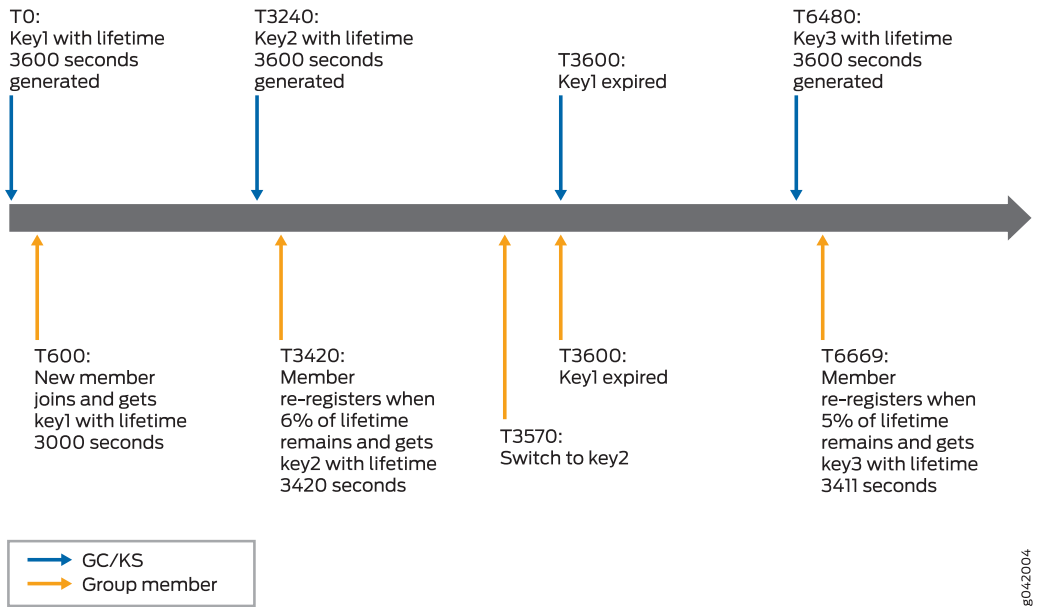 T0:
Key1 with lifetime
3600 seconds
generated
T3240:
Key2 with lifetime
3600 seconds
generated
T3600:
Key1 expired
T6480:
Key3 with lifetime
3600 seconds
generated
T600:
New member
joins and gets
key1 with lifetime
3000 seconds
T3420:
Member
re-registers when
6% of lifetime
remains and gets
key2 with lifetime
3420 seconds
T3570:
Switch to key2
T3600:
Key1 expired
T6669:
Member
re-registers when
5% of lifetime
remains and gets
key3 with lifetime
3411 seconds
GC/KS
Group member
g042004